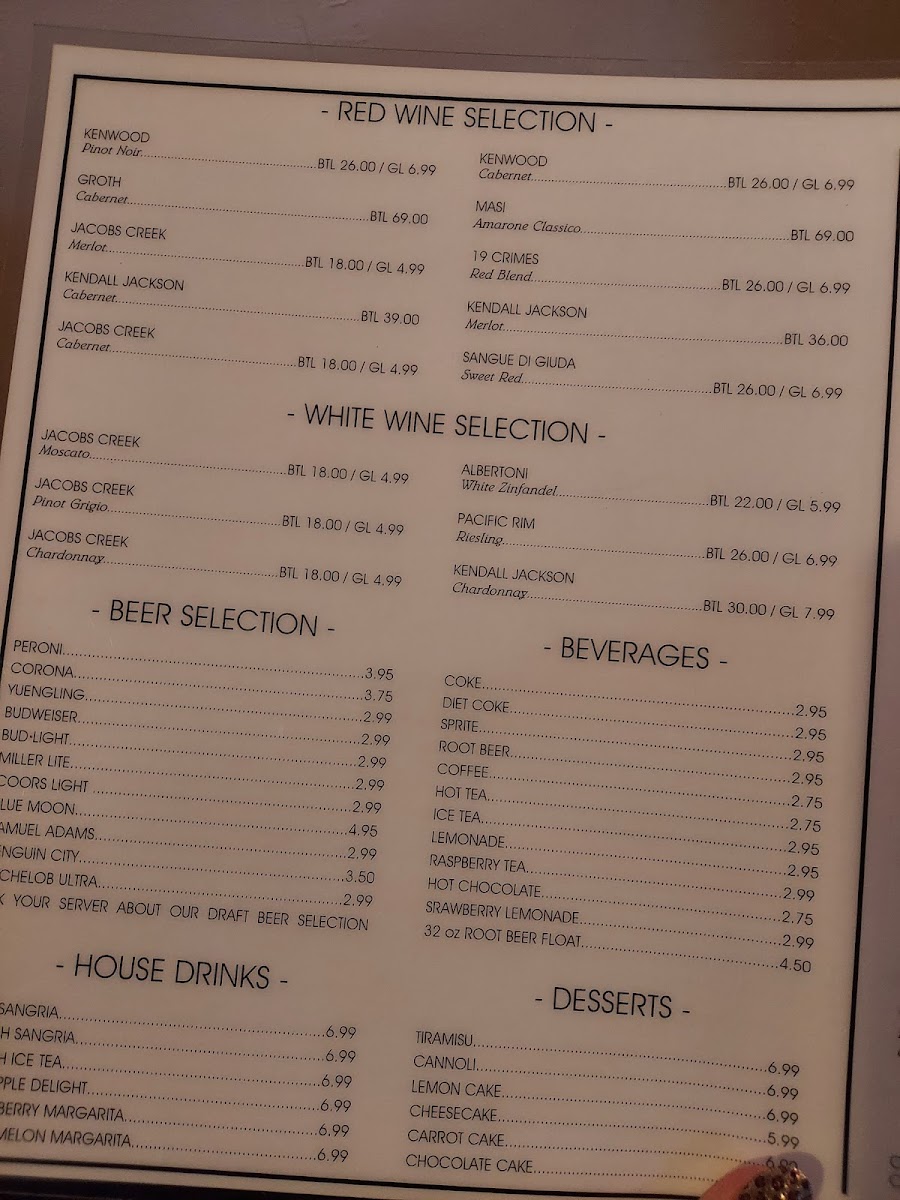 - RED WINE SELECTION -
KENWOOD
Pinot Noir...BTL 26.00 / GL 6.99
GROTH
Cabernet...BTL 69.00
JACOBS CREEK
Merlot...BTL 18.00 / GL 4.99
KENDALL JACKSON
Cabernet...BTL 39.00
JACOBS CREEK
Cabernet...BTL 18.00 / GL 4.99
KENWOOD
Cabernet...BTL 26.00 / GL 6.99
MASI
Amarone Classico...BTL 69.00
19 CRIMES
Red Blend...BTL 26.00 / GL 6.99
KENDALL JACKSON
Merlot...BTL 36.00
SANGUE DI GIUDA
Sweet Red...BTL 26.00 / GL 6.99
- WHITE WINE SELECTION -
JACOBS CREEK
Moscato...BTL 18.00 / GL 4.99
JACOBS CREEK
Pinot Grigio...BTL 18.00 / GL 4.99
JACOBS CREEK
Chardonnay...BTL 18.00 / GL 4.99
ALBERTONI
White Zinfandel...BTL 22.00 / GL 5.99
PACIFIC RIM
Riesling...BTL 26.00 / GL 6.99
KENDALL JACKSON
Chardonnay...BTL 30.00 / GL 7.99
- BEER SELECTION -
PERONI...3.95
CORONA...3.75
YUENGLING...2.99
BUDWEISER...2.99
BUD•LIGHT...2.99
MILLER LITE...2.99
COORS LIGHT...2.99
LUE MOON...4.95
AMUEL ADAMS...2.99
NGUIN CITY...3.50
CHELOB ULTRA...2.99
K YOUR SERVER ABOUT OUR DRAFT BEER SELECTION
- HOUSE DRINKS -
SANGRIA...6.99
H SANGRIA...6.99
H ICE TEA...6.99
PPLE DELIGHT...6.99
BERRY MARGARITA...6.99
MELON MARGARITA...6.99
- BEVERAGES -
COKE...2.95
DIET COKE...2.95
SPRITE...2.95
ROOT BEER...2.95
COFFEE...2.75
HOT TEA...2.75
ICE TEA...2.95
LEMONADE...2.95
RASPBERRY TEA...2.99
HOT CHOCOLATE...2.75
SRAWBERRY LEMONADE...2.99
32 oz ROOT BEER FLOAT...4.50
- DESSERTS -
TIRAMISU...6.99
CANNOLI...6.99
LEMON CAKE...6.99
CHEESECAKE...5.99
CARROT CAKE...6.99
CHOCOLATE CAKE...